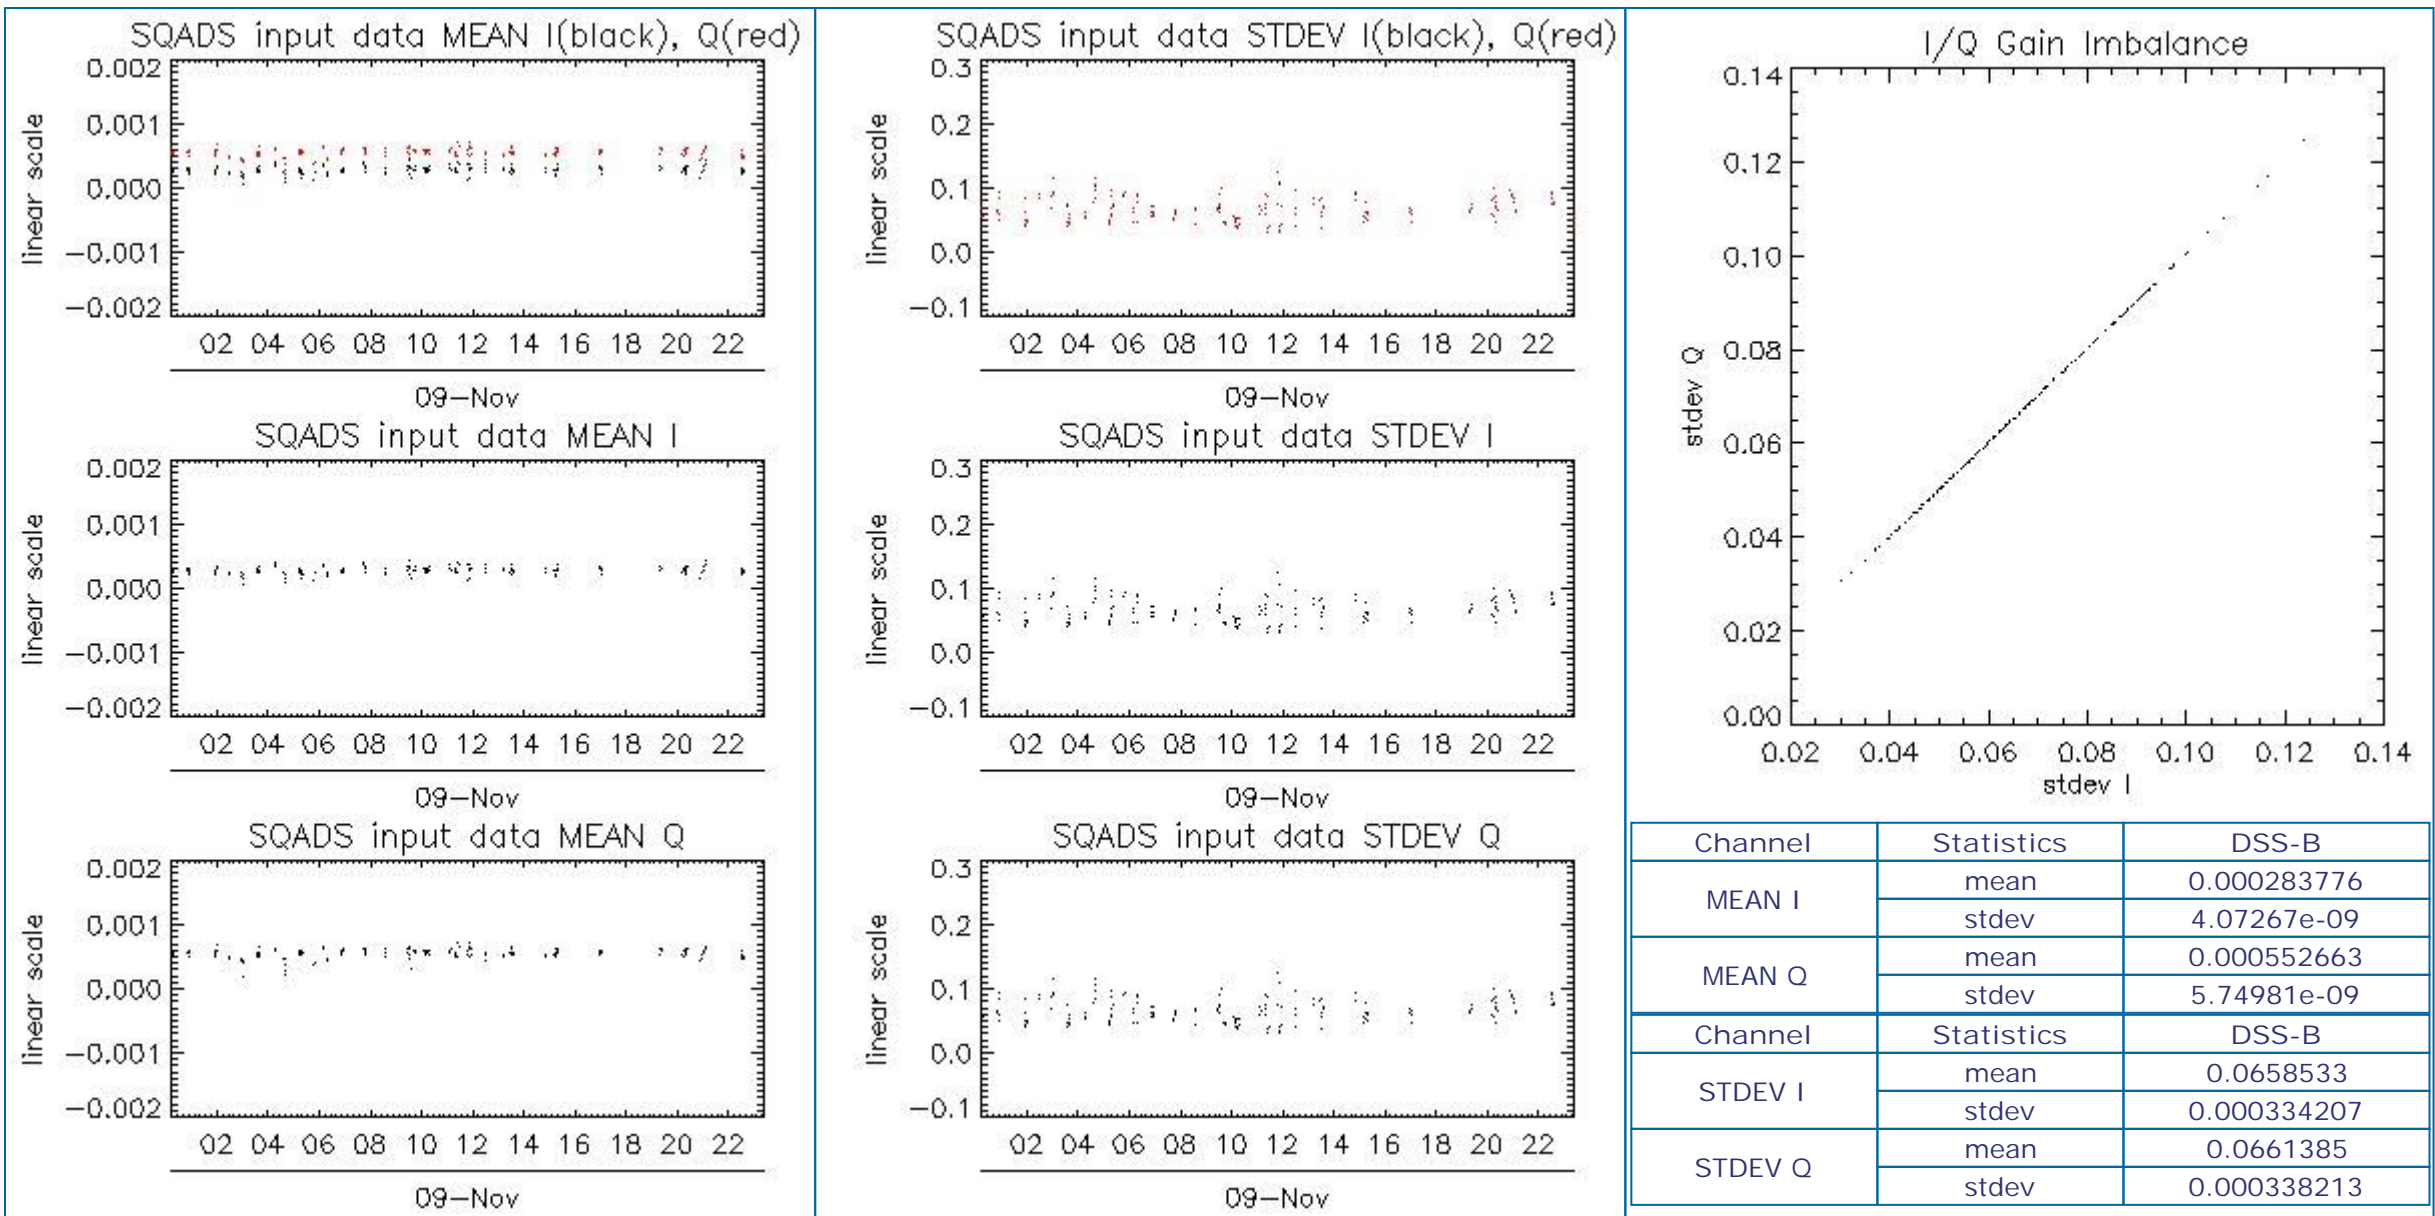 SQADS input data MEAN I(black), Q(red)
0.002
0.001
0.000
−0.001
−0.002
linear scale
02 04 06 08 10 12 14 16 18 20 22
09−Nov
SQADS input data MEAN I
0.002
0.001
0.000
−0.001
−0.002
linear scale
02 04 06 08 10 12 14 16 18 20 22
09−Nov
SQADS input data MEAN Q
0.002
0.001
0.000
−0.001
−0.002
linear scale
02 04 06 08 10 12 14 16 18 20 22
09−Nov
SQADS input data STDEV I(black), Q(red)
0.3
0.2
0.1
0.0
−0.1
linear scale
02 04 06 08 10 12 14 16 18 20 22
09−Nov
SQADS input data STDEV I
0.3
0.2
0.1
0.0
−0.1
linear scale
02 04 06 08 10 12 14 16 18 20 22
09−Nov
SQADS input data STDEV Q
0.3
0.2
0.1
0.0
−0.1
linear scale
02 04 06 08 10 12 14 16 18 20 22
09−Nov
I/Q Gain Imbalance
0.14
0.12
0.10
0.08
0.06
0.04
0.02
0.00
stdev Q
0.02 0.04 0.06 0.08 0.10 0.12 0.14
stdev I
Channel Statistics DSS-B
MEAN I mean 0.000283776
stdev 4.07267e-09
MEAN Q mean 0.000552663
stdev 5.74981e-09
Channel Statistics DSS-B
STDEV I mean 0.0658533
stdev 0.000334207
STDEV Q mean 0.0661385
stdev 0.000338213